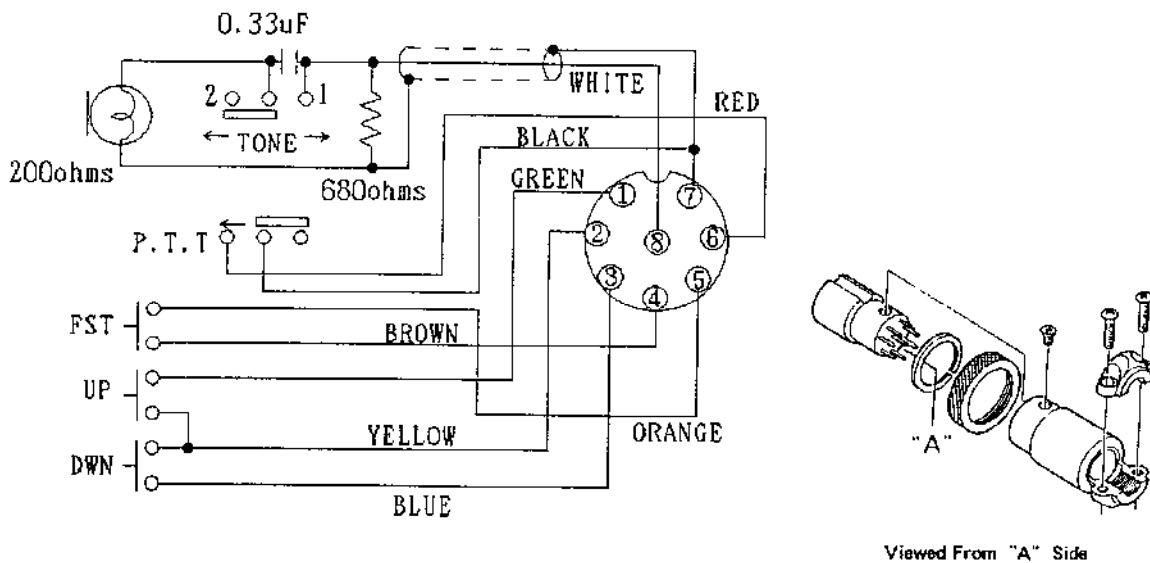 0.33uF
WHITE
RED
2
1
TONE
BLACK
200ohms
680ohms
GREEN
1
7
P.T.T
2
8
6
3
5
4
FST
BROWN
UP
YELLOW
ORANGE
"A"
DWN
BLUE
Viewed From "A" Side